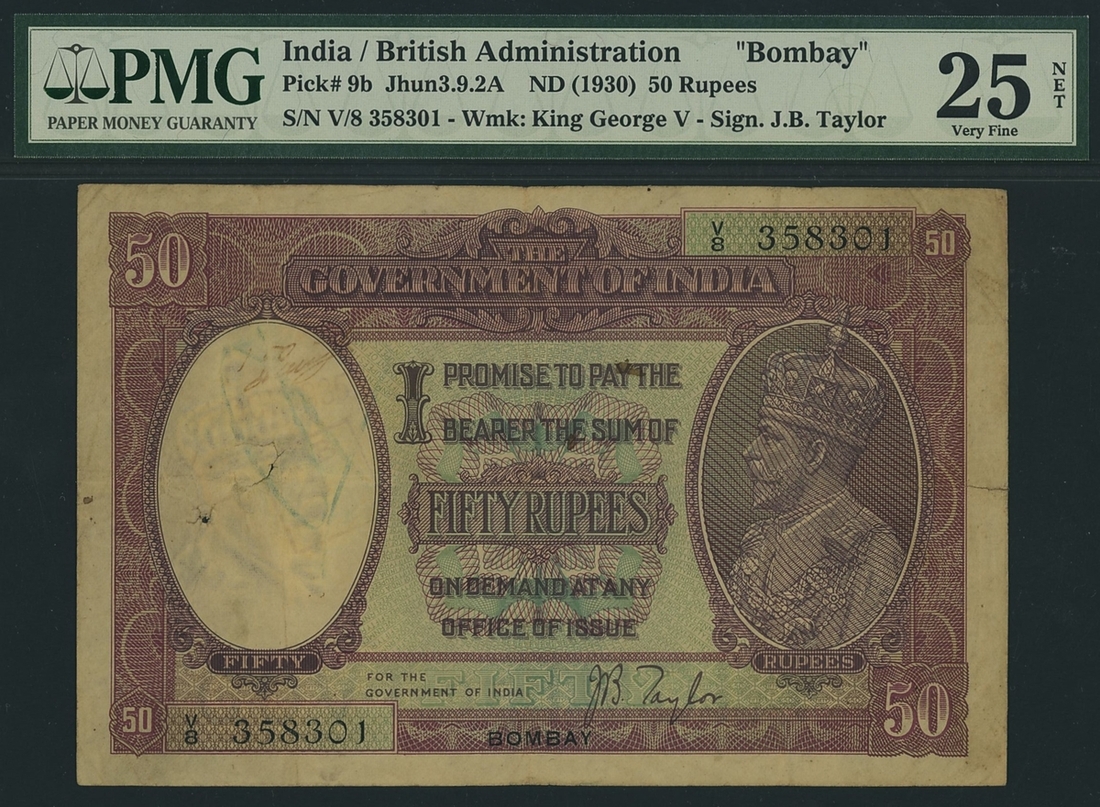 PMG
PAPER MONEY GUARANTY
India / British Administration "Bombay"
Pick# 9b Jhun3.9.2A ND (1930) 50 Rupees
S/N V/8 358301 - Wmk: King George V - Sign. J.B. Taylor
25
Very Fine
NET
50
V/8 358301
50
THE
GOVERNMENT OF INDIA
I PROMISE TO PAY THE
BEARER THE SUM OF
FIFTY RUPEES
ON DEMAND AT ANY
OFFICE OF ISSUE
FIFTY
RUPEES
FOR THE
GOVERNMENT OF INDIA
FIFTY
J.B. Taylor
50
V/8 358301
BOMBAY
50